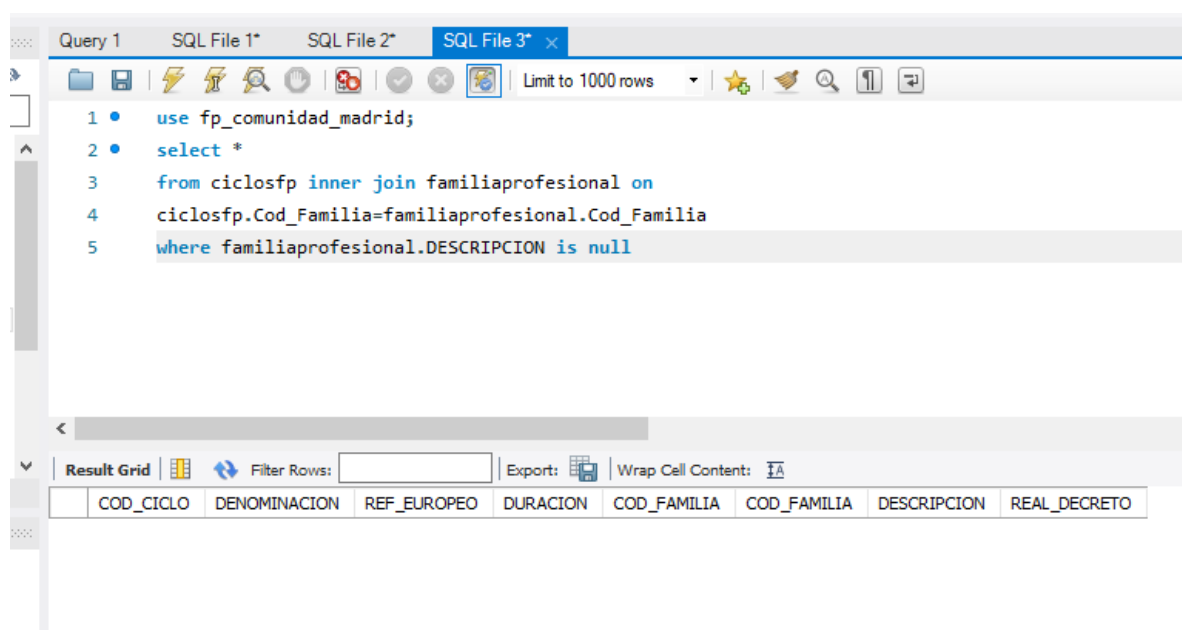 Query 1 SQL File 1* SQL File 2* SQL File 3*
Limit to 1000 rows
1 use fp_comunidad_madrid;
2 select *
3 from ciclosfp inner join familiaprofesional on
4 ciclosfp.Cod_Familia=familiaprofesional.Cod_Familia
5 where familiaprofesional.DESCRIPCION is null
Result Grid Filter Rows: Export: Wrap Cell Content:
COD_CICLO DENOMINACION REF_EUROPEO DURACION COD_FAMILIA COD_FAMILIA DESCRIPCION REAL_DECRETO